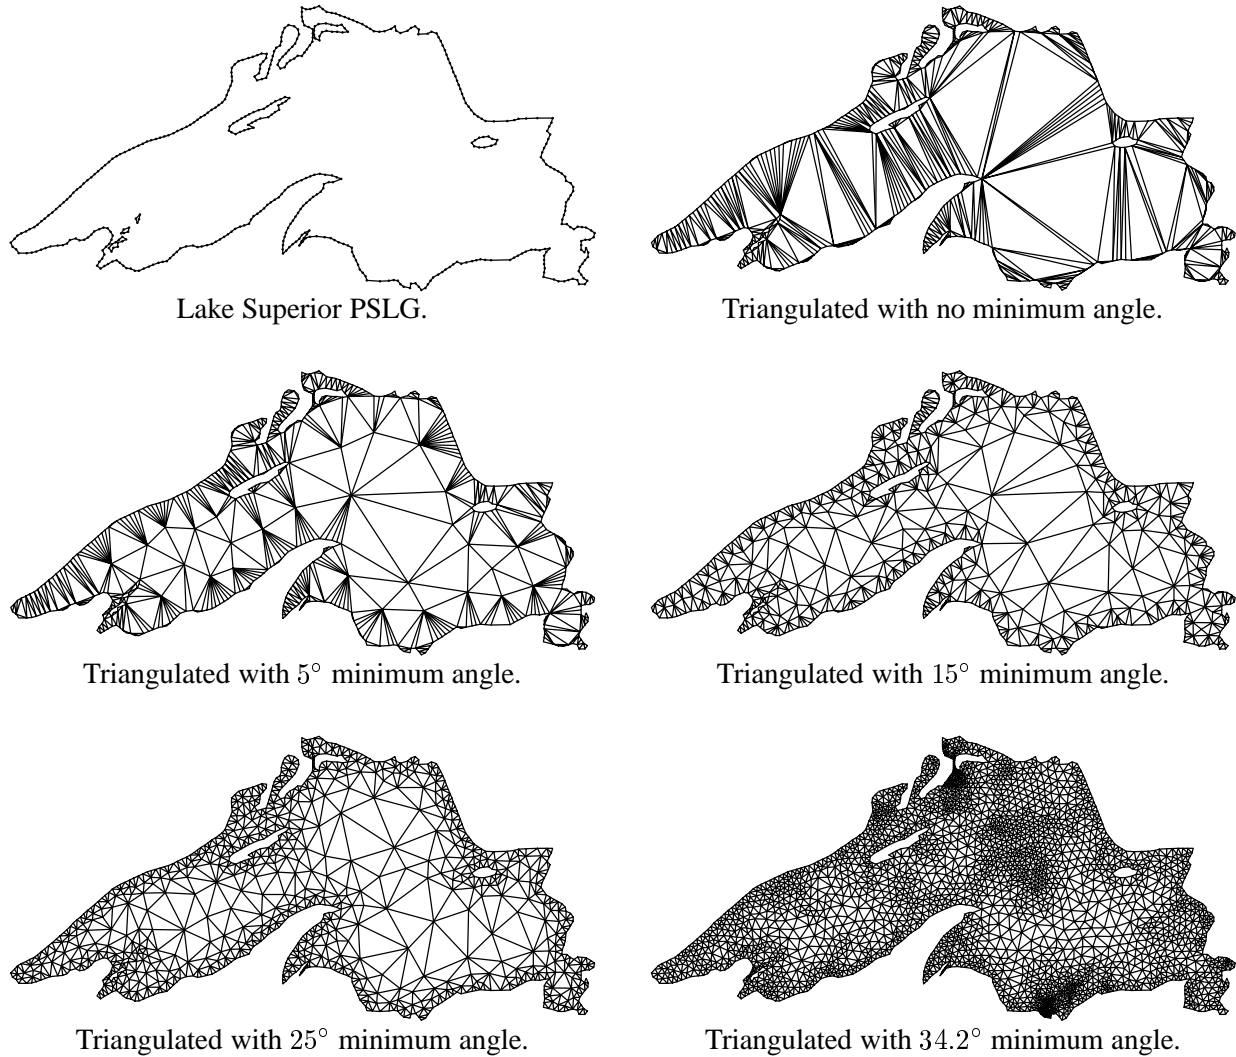 Lake Superior PSLG.
Triangulated with no minimum angle.
Triangulated with 5° minimum angle.
Triangulated with 15° minimum angle.
Triangulated with 25° minimum angle.
Triangulated with 34.2° minimum angle.